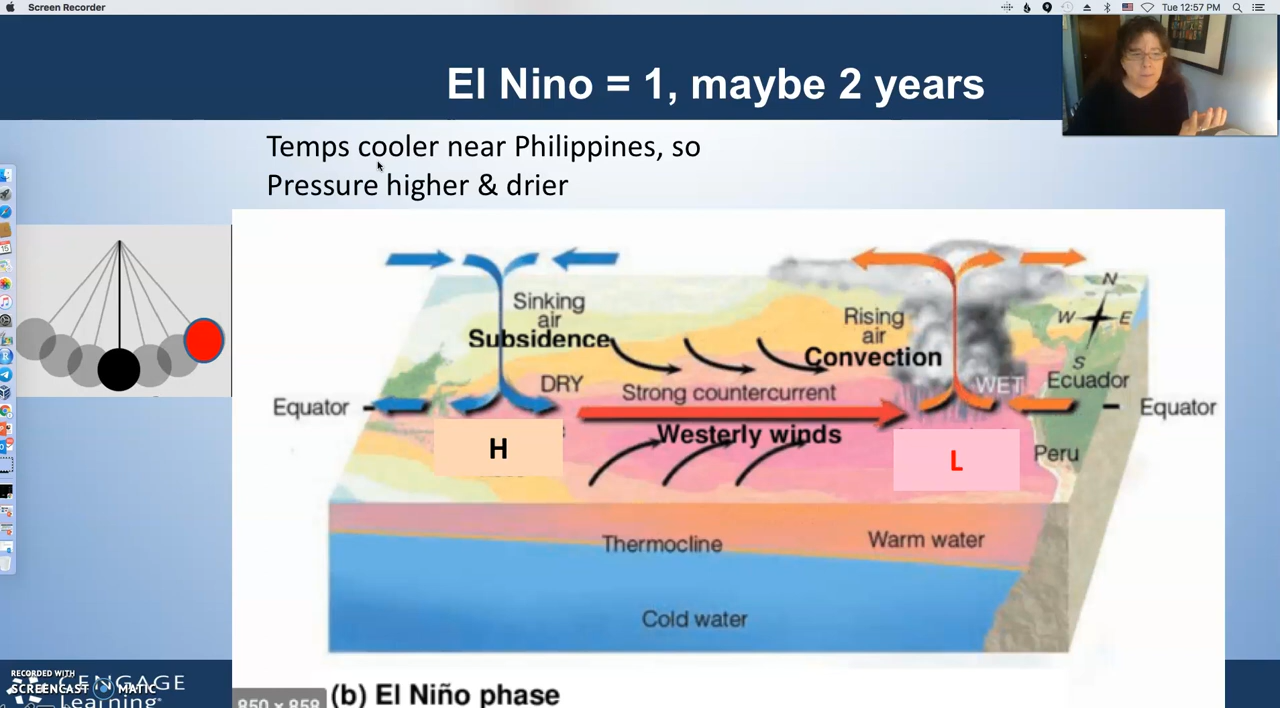 Screen Recorder
Tue 12:57 PM
El Nino = 1, maybe 2 years
Temps cooler near Philippines, so
Pressure higher & drier
Sinking
air
Subsidence
DRY
Rising
air
Convection
WET
N
W
E
S
Ecuador
Strong countercurrent
Equator
Equator
Westerly winds
H
L
Peru
Thermocline
Warm water
Cold water
(b) El Niño phase
850 x 858
RECORDED WITH
SCREENCAST MATIC
CENGAGE
Learning